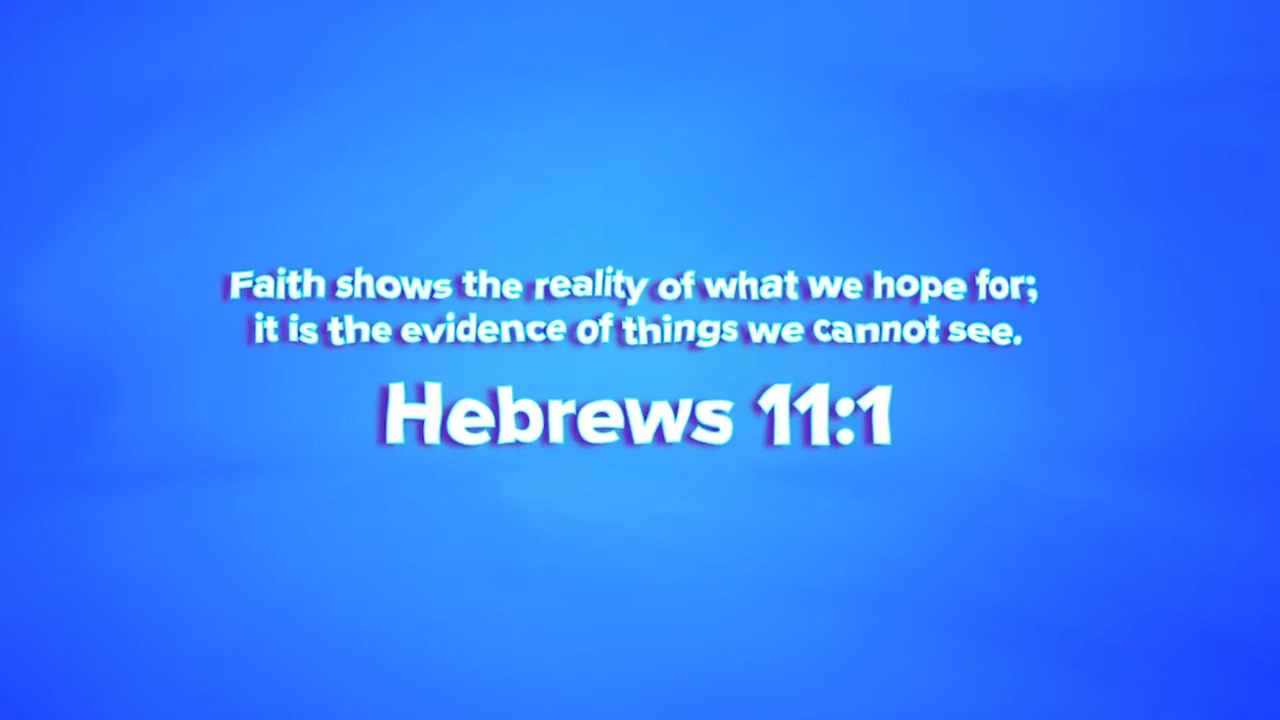 Faith shows the reality of what we hope for;
it is the evidence of things we cannot see.
Hebrews 11:1